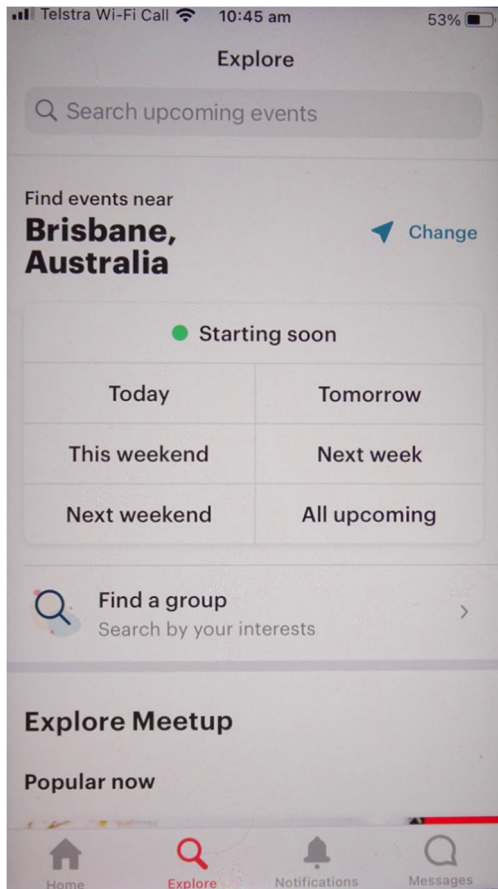 Telstra Wi-Fi Call 10:45 am 53%
Explore
Search upcoming events
Find events near
Brisbane,
Australia
Change
Starting soon
Today Tomorrow
This weekend Next week
Next weekend All upcoming
Find a group
Search by your interests
Explore Meetup
Popular now
Home Explore Notifications Messages